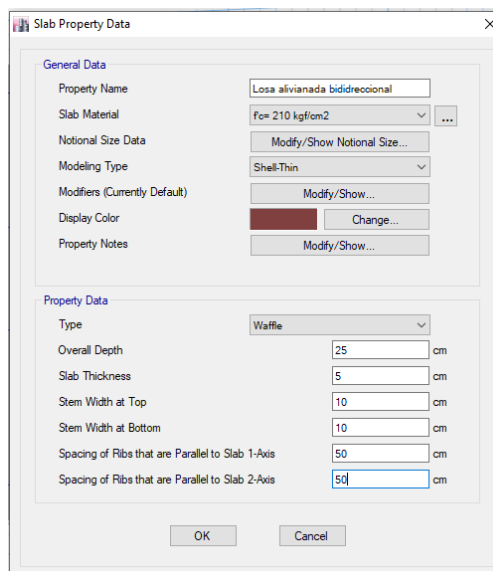 Slab Property Data
General Data
Property Name Losa alivianada bididreccional
Slab Material f'c= 210 kgf/cm2 ...
Notional Size Data Modify/Show Notional Size...
Modeling Type Shell-Thin
Modifiers (Currently Default) Modify/Show...
Display Color Change...
Property Notes Modify/Show...
Property Data
Type Waffle
Overall Depth 25 cm
Slab Thickness 5 cm
Stem Width at Top 10 cm
Stem Width at Bottom 10 cm
Spacing of Ribs that are Parallel to Slab 1-Axis 50 cm
Spacing of Ribs that are Parallel to Slab 2-Axis 50 cm
OK Cancel